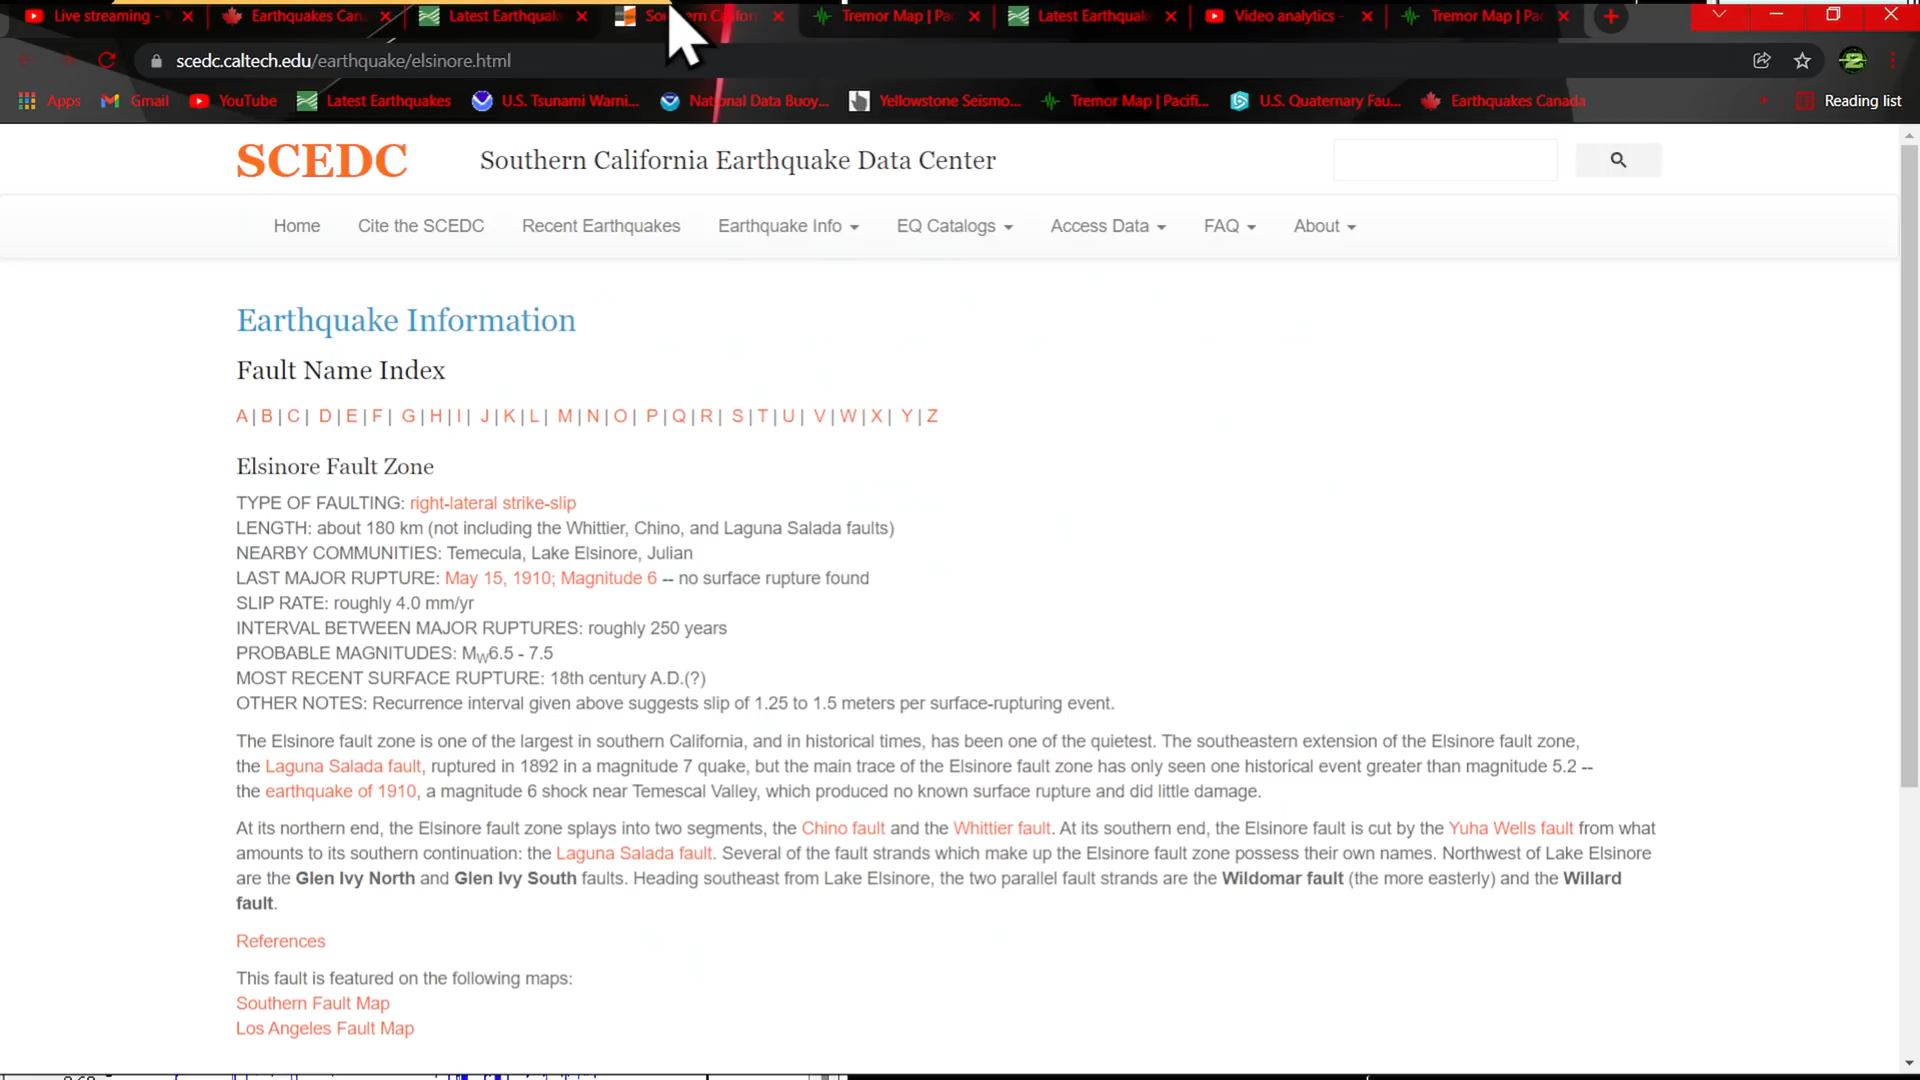 Live streaming -
Earthquakes Can
Latest Earthquak
Tremor Map | Pac
Latest Earthquak
Video analytics -
Tremor Map | Pac
scedc.caltech.edu/earthquake/elsinore.html
Apps Gmail YouTube Latest Earthquakes U.S. Tsunami Warni... National Data Buoy... Yellowstone Seismo... Tremor Map | Pacifi... U.S. Quaternary Fau... Earthquakes Canada Reading list
SCEDC Southern California Earthquake Data Center
Home Cite the SCEDC Recent Earthquakes Earthquake Info EQ Catalogs Access Data FAQ About
Earthquake Information
Fault Name Index
A | B | C | D | E | F | G | H | I | J | K | L | M | N | O | P | Q | R | S | T | U | V | W | X | Y | Z
Elsinore Fault Zone
TYPE OF FAULTING: right-lateral strike-slip
LENGTH: about 180 km (not including the Whittier, Chino, and Laguna Salada faults)
NEARBY COMMUNITIES: Temecula, Lake Elsinore, Julian
LAST MAJOR RUPTURE: May 15, 1910; Magnitude 6 -- no surface rupture found
SLIP RATE: roughly 4.0 mm/yr
INTERVAL BETWEEN MAJOR RUPTURES: roughly 250 years
PROBABLE MAGNITUDES: MW6.5 - 7.5
MOST RECENT SURFACE RUPTURE: 18th century A.D.(?)
OTHER NOTES: Recurrence interval given above suggests slip of 1.25 to 1.5 meters per surface-rupturing event.
The Elsinore fault zone is one of the largest in southern California, and in historical times, has been one of the quietest. The southeastern extension of the Elsinore fault zone,
the Laguna Salada fault, ruptured in 1892 in a magnitude 7 quake, but the main trace of the Elsinore fault zone has only seen one historical event greater than magnitude 5.2 --
the earthquake of 1910, a magnitude 6 shock near Temescal Valley, which produced no known surface rupture and did little damage.
At its northern end, the Elsinore fault zone splays into two segments, the Chino fault and the Whittier fault. At its southern end, the Elsinore fault is cut by the Yuha Wells fault from what
amounts to its southern continuation: the Laguna Salada fault. Several of the fault strands which make up the Elsinore fault zone possess their own names. Northwest of Lake Elsinore
are the Glen Ivy North and Glen Ivy South faults. Heading southeast from Lake Elsinore, the two parallel fault strands are the Wildomar fault (the more easterly) and the Willard
fault.
References
This fault is featured on the following maps:
Southern Fault Map
Los Angeles Fault Map